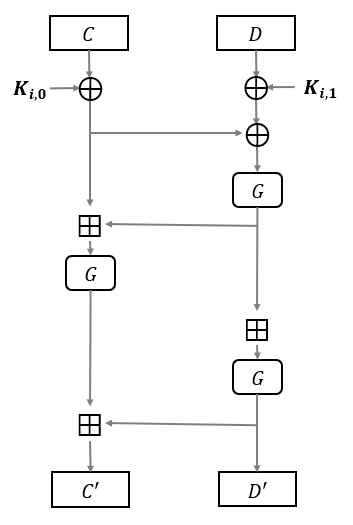 C D
K_{i,0} K_{i,1}
G
G
G
C′ D′